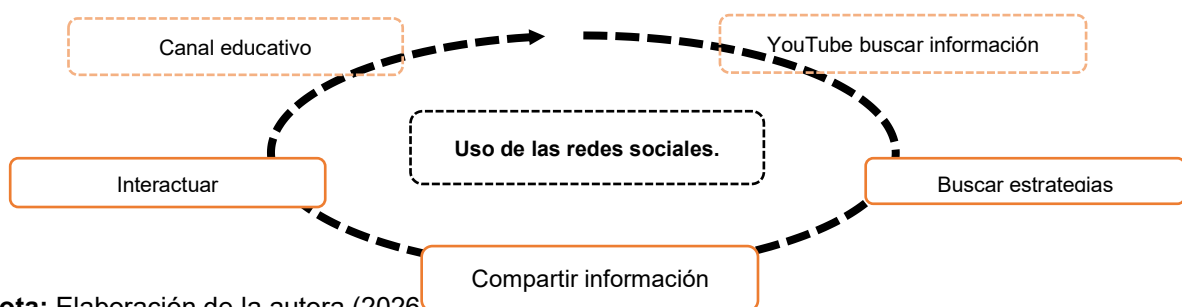 Canal educativo
YouTube buscar información
Uso de las redes sociales.
Interactuar
Buscar estrategias
Compartir información
ota: Elaboración de la autora (2026